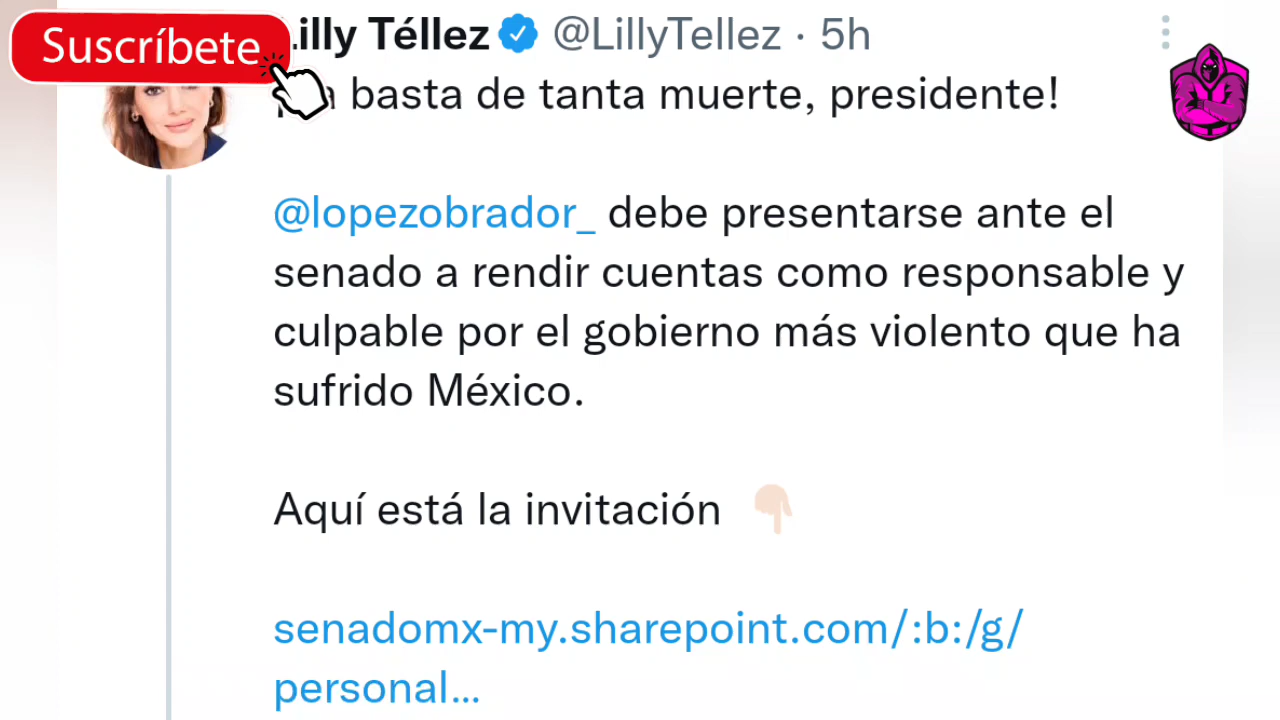 Suscríbete
Lilly Téllez @LillyTellez · 5h
basta de tanta muerte, presidente!
@lopezobrador_ debe presentarse ante el
senado a rendir cuentas como responsable y
culpable por el gobierno más violento que ha
sufrido México.
Aquí está la invitación
senadomx-my.sharepoint.com/:b:/g/
personal...